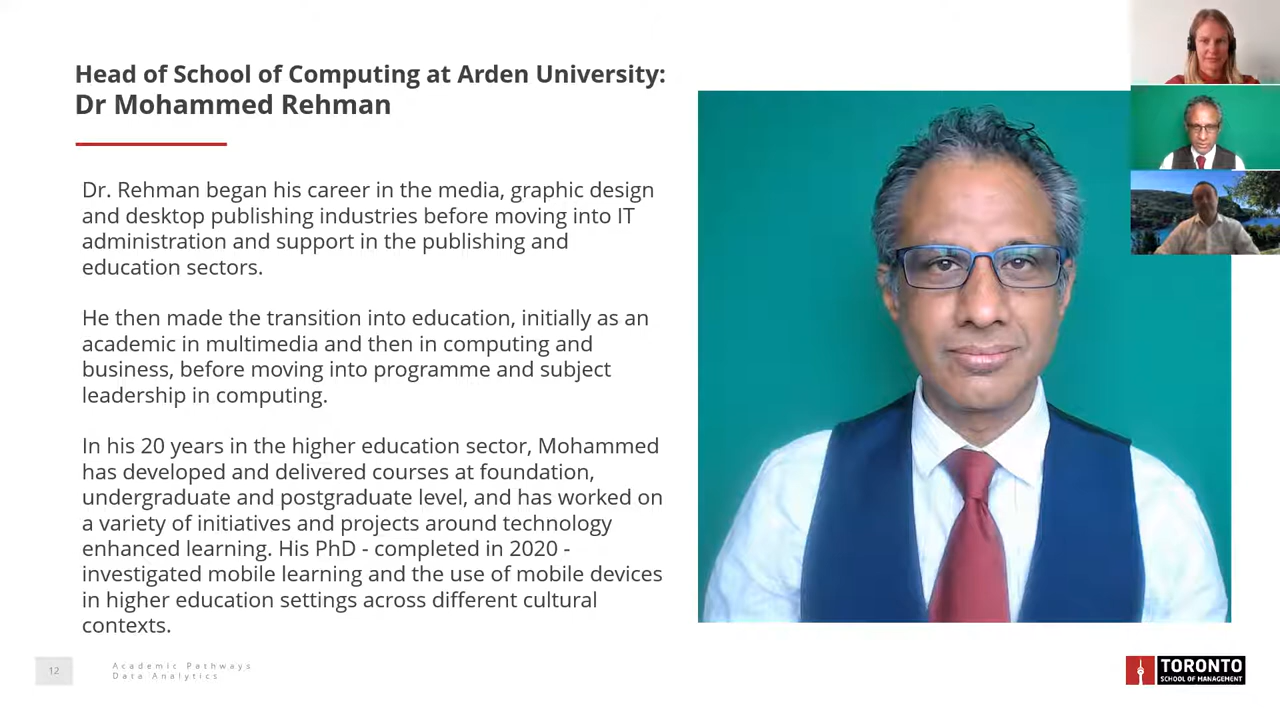 Head of School of Computing at Arden University:
Dr Mohammed Rehman
Dr. Rehman began his career in the media, graphic design
and desktop publishing industries before moving into IT
administration and support in the publishing and
education sectors.
He then made the transition into education, initially as an
academic in multimedia and then in computing and
business, before moving into programme and subject
leadership in computing.
In his 20 years in the higher education sector, Mohammed
has developed and delivered courses at foundation,
undergraduate and postgraduate level, and has worked on
a variety of initiatives and projects around technology
enhanced learning. His PhD - completed in 2020 -
investigated mobile learning and the use of mobile devices
in higher education settings across different cultural
contexts.
12
Academic Pathways
Data Analytics
TORONTO
SCHOOL OF MANAGEMENT